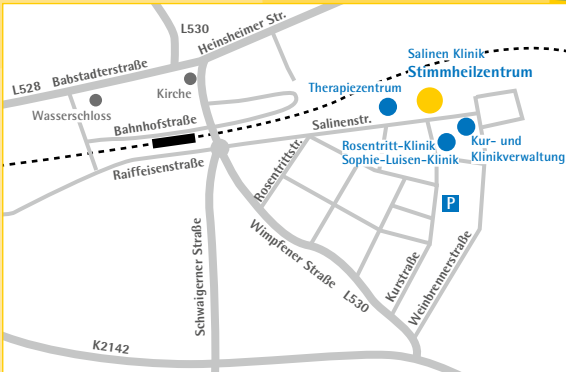 L530
Heinsheimer Str.
L528
Babstadterstraße
Salinen Klinik
Stimmheilzentrum
Therapiezentrum
Kirche
Wasserschloss
Bahnhofstraße
Salinenstr.
Rosentritt-Klinik
Sophie-Luisen-Klinik
Kur- und
Klinikverwaltung
Raiffeisenstraße
Rosentrittstr.
P
Wimpfener Straße
L530
Schwaigerner Straße
Kurstraße
Weinbrennerstraße
K2142